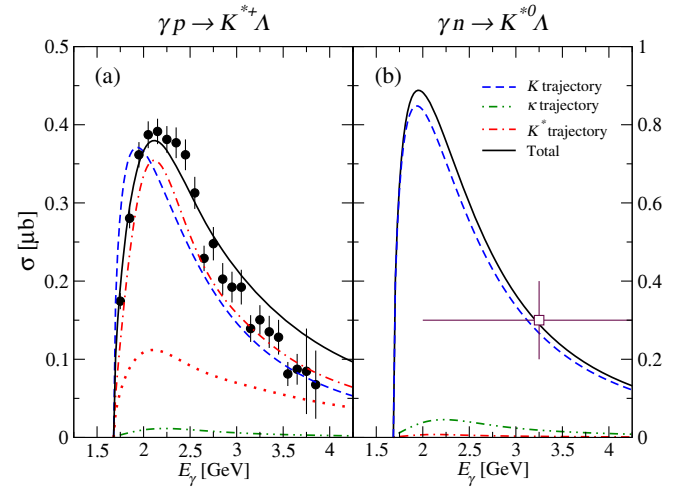 γ p → K*+Λ
γ n → K*0Λ
(a)
(b)
K trajectory
κ trajectory
K* trajectory
Total
σ [μb]
0.5
0.4
0.3
0.2
0.1
0
1
0.8
0.6
0.4
0.2
0
1.5 2 2.5 3 3.5 4
1.5 2 2.5 3 3.5 4
Eγ [GeV]
Eγ [GeV]